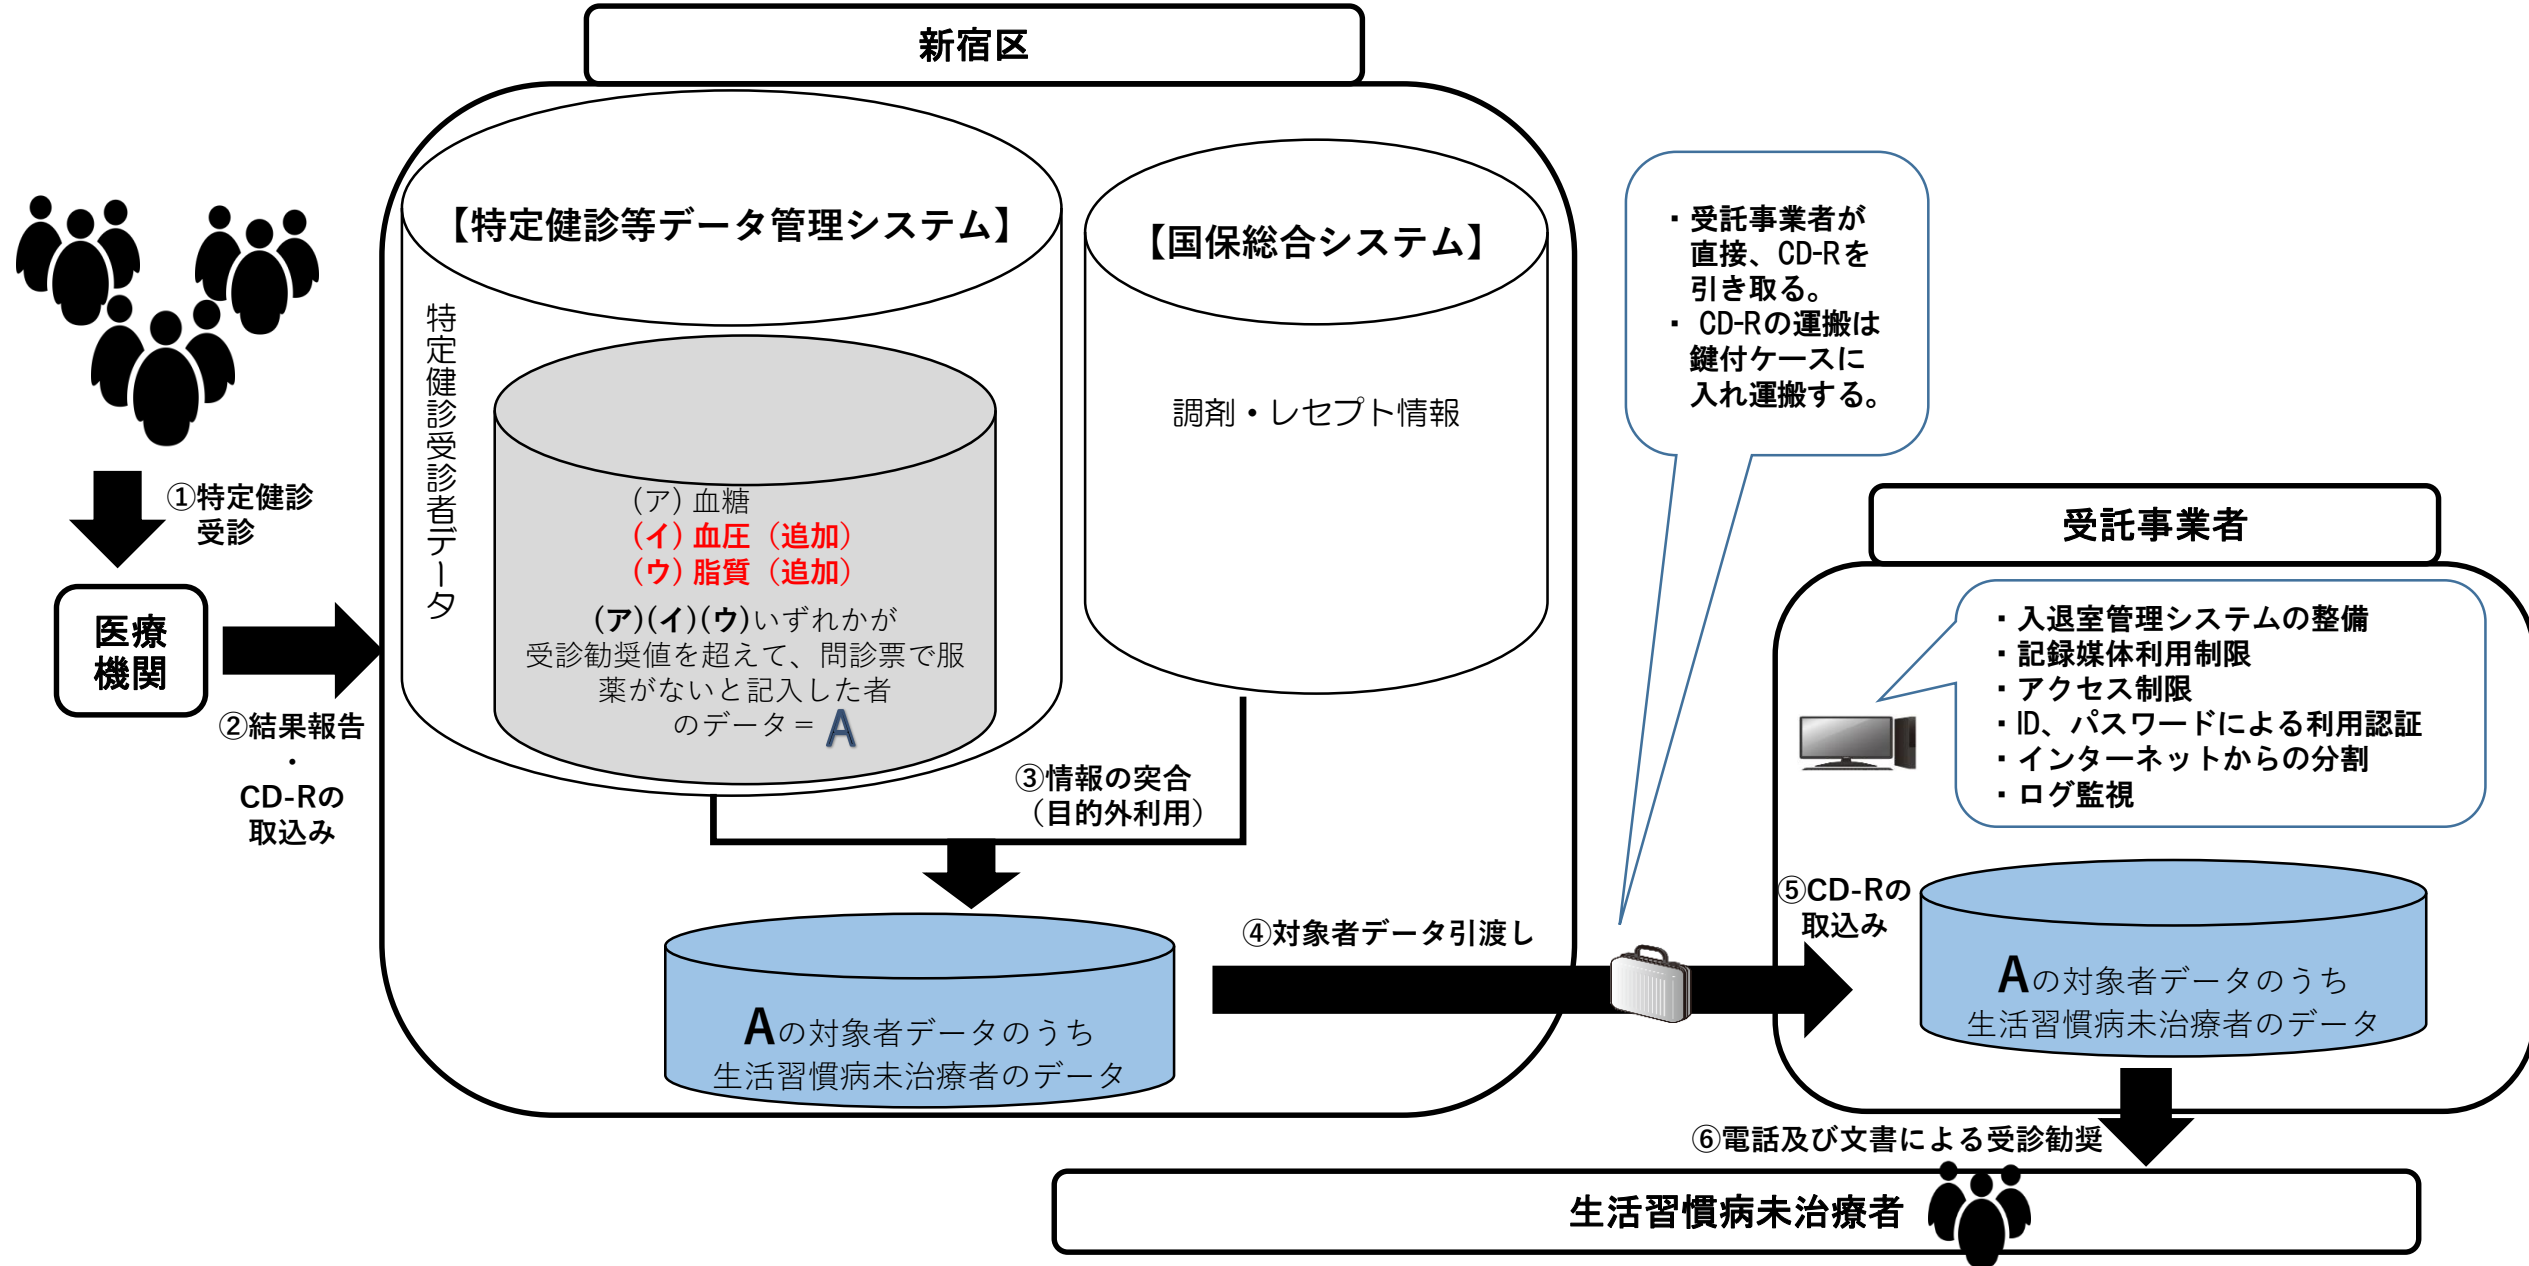 新宿区
【特定健診等データ管理システム】
【国保総合システム】
特定健診受診者データ
調剤・レセプト情報
(ア) 血糖
(イ) 血圧（追加）
(ウ) 脂質（追加）
(ア)(イ)(ウ)いずれかが
受診勧奨値を超えて、問診票で服
薬がないと記入した者
のデータ＝A
①特定健診
受診
医療
機関
②結果報告
・
CD-Rの
取込み
③情報の突合
（目的外利用）
Aの対象者データのうち
生活習慣病未治療者のデータ
④対象者データ引渡し
・受託事業者が
直接、CD-Rを
引き取る。
・ CD-Rの運搬は
鍵付ケースに
入れ運搬する。
受託事業者
・入退室管理システムの整備
・記録媒体利用制限
・アクセス制限
・ID、パスワードによる利用認証
・インターネットからの分割
・ログ監視
⑤CD-Rの
取込み
Aの対象者データのうち
生活習慣病未治療者のデータ
⑥電話及び文書による受診勧奨
生活習慣病未治療者